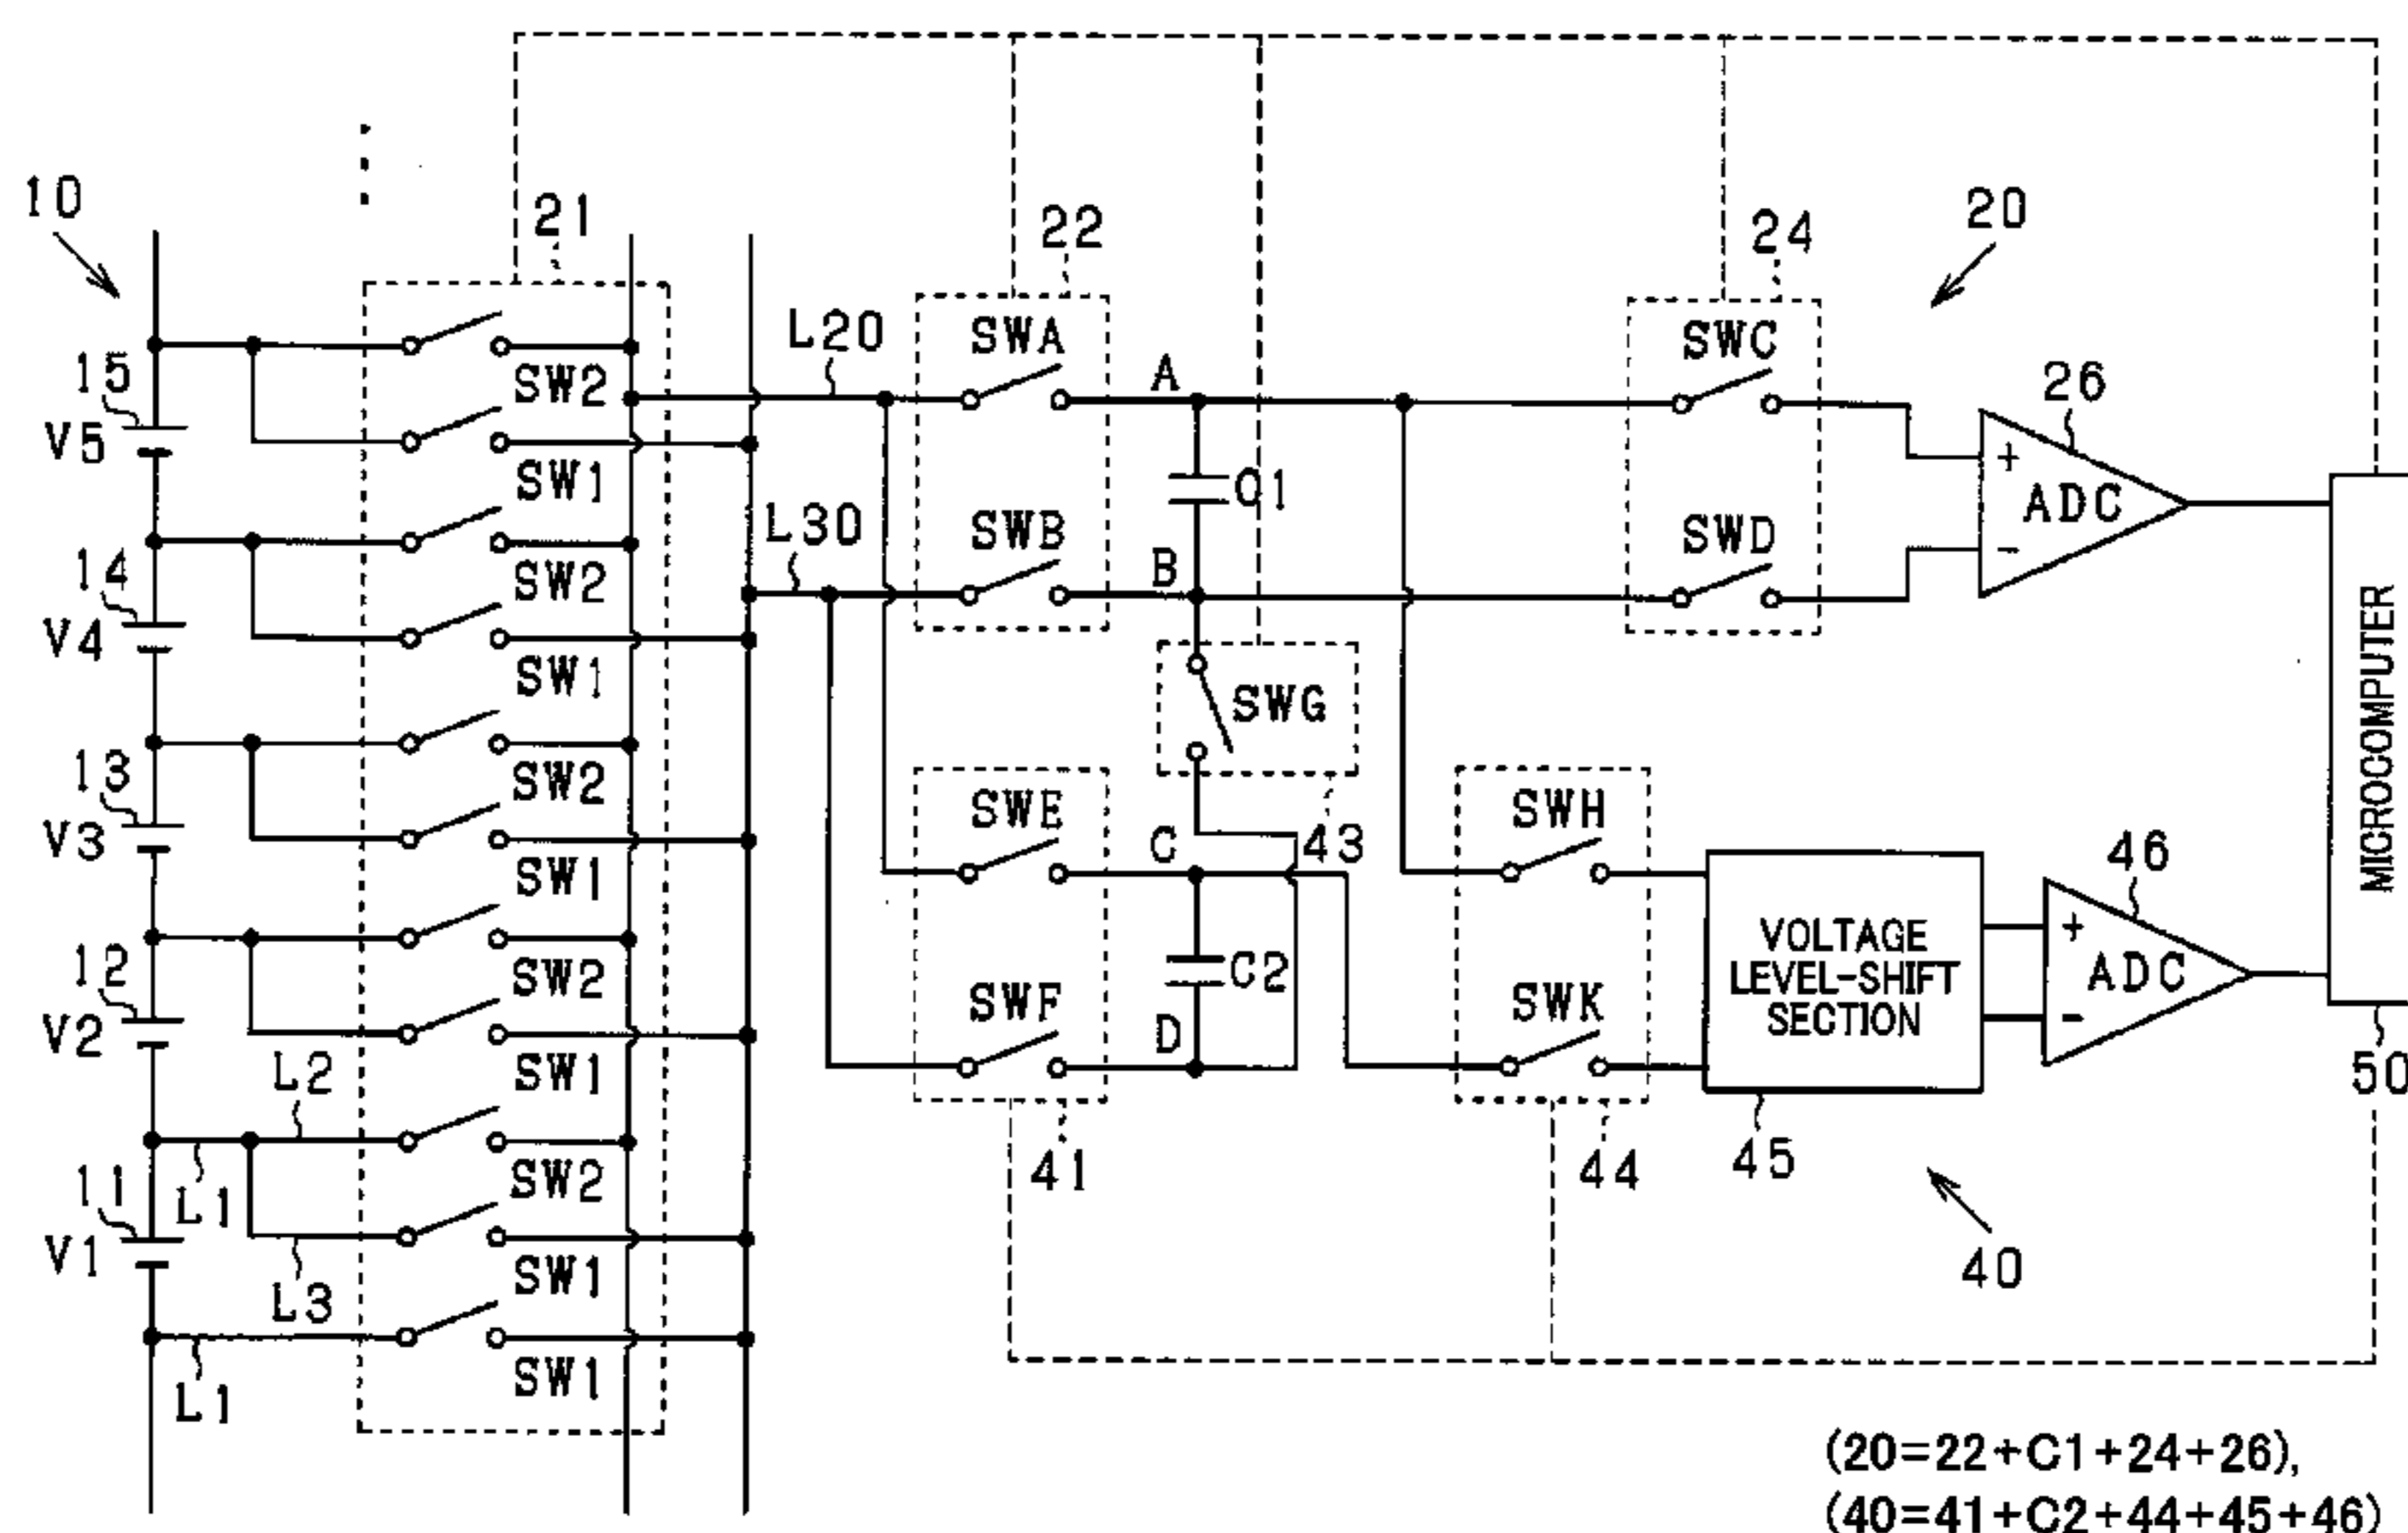 10
21
22
24
20
15
V5
SW2
SW1
L20
SWA
A
SWC
26
C1
+
ADC
−
14
V4
SW2
SW1
L30
SWB
B
SWD
MICROCOMPUTER
50
SWG
43
13
V3
SW2
SW1
SWE
C
SWH
46
12
V2
SW2
SW1
SWF
D
C2
SWK
VOLTAGE
LEVEL-SHIFT
SECTION
+
ADC
−
L2
L1
11
V1
SW2
SW1
L3
41
44
45
40
SW1
L1
(20=22+C1+24+26),
(40=41+C2+44+45+46)